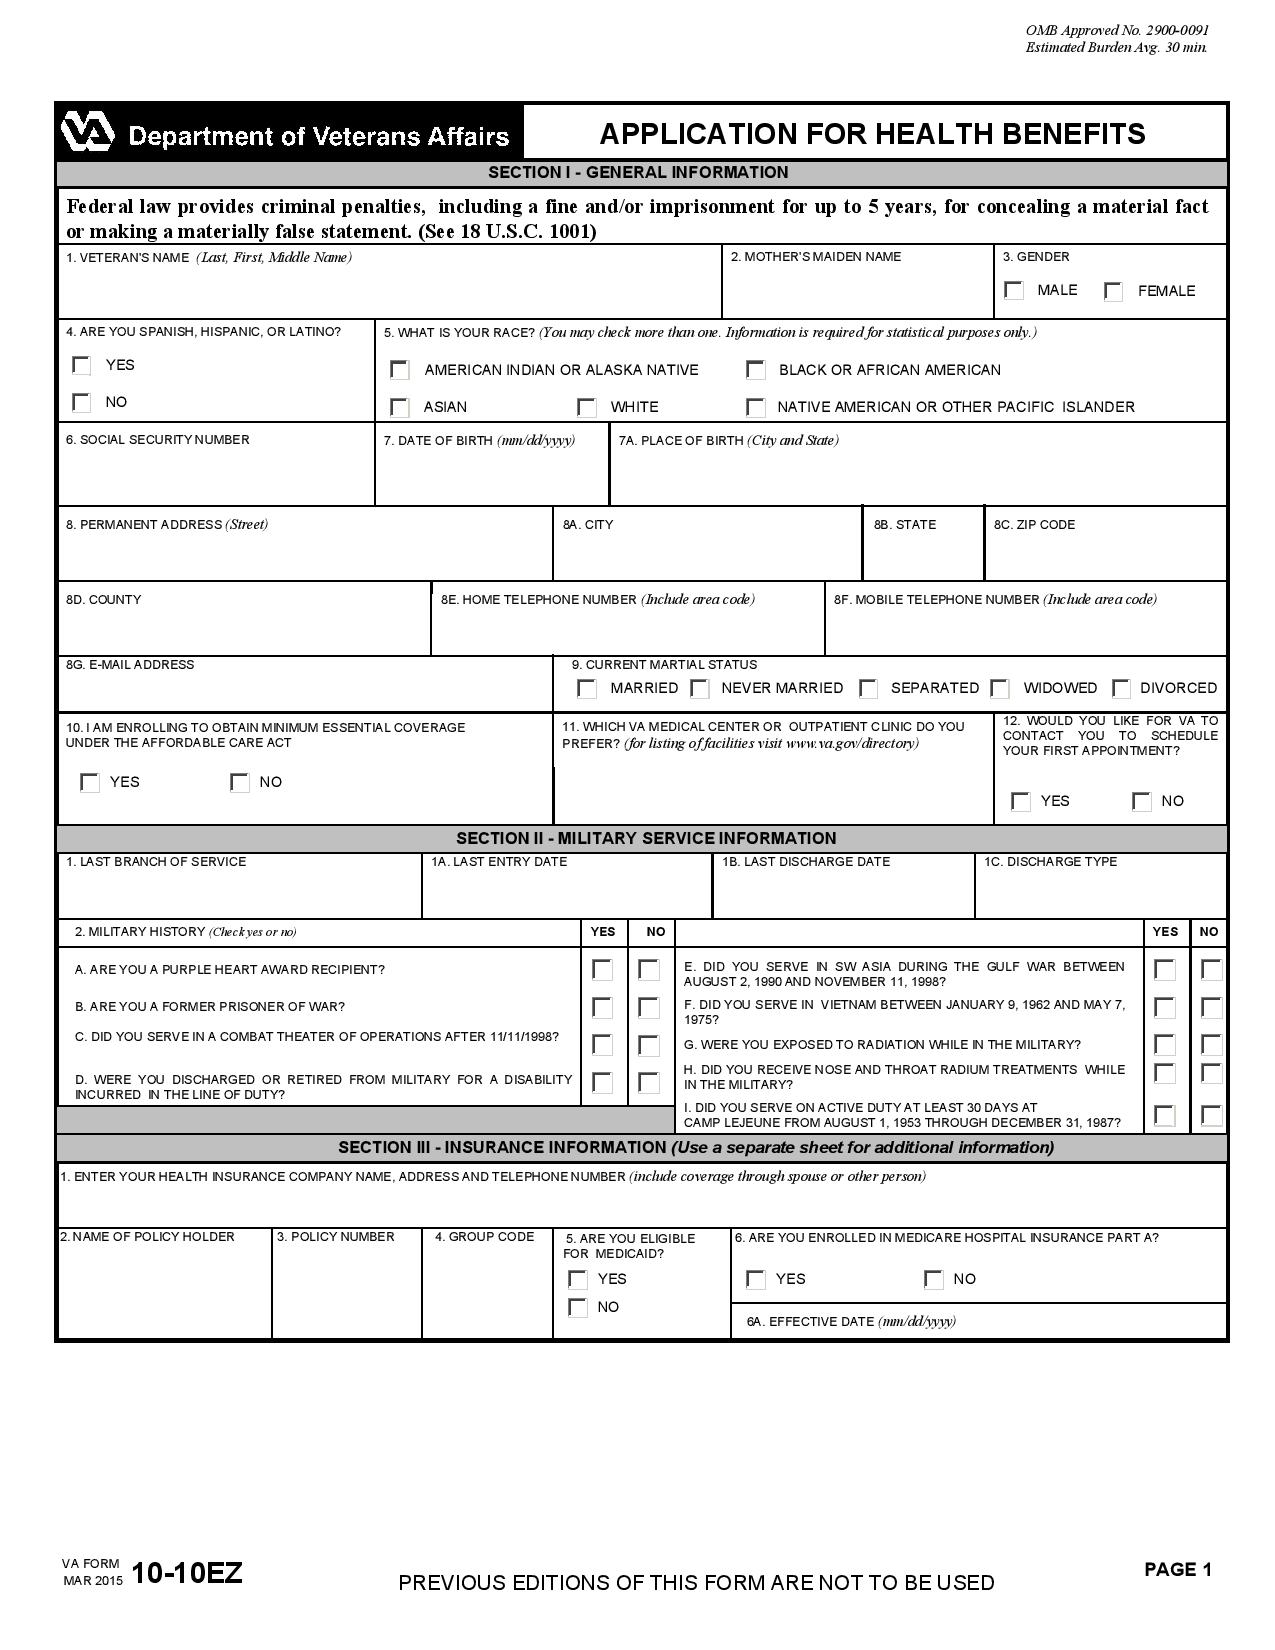 OMB Approved No. 2900-0091
Estimated Burden Avg. 30 min.
VA Department of Veterans Affairs
APPLICATION FOR HEALTH BENEFITS
SECTION I - GENERAL INFORMATION
Federal law provides criminal penalties, including a fine and/or imprisonment for up to 5 years, for concealing a material fact
or making a materially false statement. (See 18 U.S.C. 1001)
1. VETERAN'S NAME (Last, First, Middle Name)
2. MOTHER'S MAIDEN NAME
3. GENDER
MALE FEMALE
4. ARE YOU SPANISH, HISPANIC, OR LATINO?
YES
NO
5. WHAT IS YOUR RACE? (You may check more than one. Information is required for statistical purposes only.)
AMERICAN INDIAN OR ALASKA NATIVE BLACK OR AFRICAN AMERICAN
ASIAN WHITE NATIVE AMERICAN OR OTHER PACIFIC ISLANDER
6. SOCIAL SECURITY NUMBER
7. DATE OF BIRTH (mm/dd/yyyy)
7A. PLACE OF BIRTH (City and State)
8. PERMANENT ADDRESS (Street)
8A. CITY
8B. STATE
8C. ZIP CODE
8D. COUNTY
8E. HOME TELEPHONE NUMBER (Include area code)
8F. MOBILE TELEPHONE NUMBER (Include area code)
8G. E-MAIL ADDRESS
9. CURRENT MARTIAL STATUS
MARRIED NEVER MARRIED SEPARATED WIDOWED DIVORCED
10. I AM ENROLLING TO OBTAIN MINIMUM ESSENTIAL COVERAGE
UNDER THE AFFORDABLE CARE ACT
YES NO
11. WHICH VA MEDICAL CENTER OR OUTPATIENT CLINIC DO YOU
PREFER? (for listing of facilities visit www.va.gov/directory)
12. WOULD YOU LIKE FOR VA TO
CONTACT YOU TO SCHEDULE
YOUR FIRST APPOINTMENT?
YES NO
SECTION II - MILITARY SERVICE INFORMATION
1. LAST BRANCH OF SERVICE
1A. LAST ENTRY DATE
1B. LAST DISCHARGE DATE
1C. DISCHARGE TYPE
2. MILITARY HISTORY (Check yes or no)
YES NO
YES NO
A. ARE YOU A PURPLE HEART AWARD RECIPIENT?
B. ARE YOU A FORMER PRISONER OF WAR?
C. DID YOU SERVE IN A COMBAT THEATER OF OPERATIONS AFTER 11/11/1998?
D. WERE YOU DISCHARGED OR RETIRED FROM MILITARY FOR A DISABILITY
INCURRED IN THE LINE OF DUTY?
E. DID YOU SERVE IN SW ASIA DURING THE GULF WAR BETWEEN
AUGUST 2, 1990 AND NOVEMBER 11, 1998?
F. DID YOU SERVE IN VIETNAM BETWEEN JANUARY 9, 1962 AND MAY 7,
1975?
G. WERE YOU EXPOSED TO RADIATION WHILE IN THE MILITARY?
H. DID YOU RECEIVE NOSE AND THROAT RADIUM TREATMENTS WHILE
IN THE MILITARY?
I. DID YOU SERVE ON ACTIVE DUTY AT LEAST 30 DAYS AT
CAMP LEJEUNE FROM AUGUST 1, 1953 THROUGH DECEMBER 31, 1987?
SECTION III - INSURANCE INFORMATION (Use a separate sheet for additional information)
1. ENTER YOUR HEALTH INSURANCE COMPANY NAME, ADDRESS AND TELEPHONE NUMBER (include coverage through spouse or other person)
2. NAME OF POLICY HOLDER
3. POLICY NUMBER
4. GROUP CODE
5. ARE YOU ELIGIBLE
FOR MEDICAID?
YES
NO
6. ARE YOU ENROLLED IN MEDICARE HOSPITAL INSURANCE PART A?
YES NO
6A. EFFECTIVE DATE (mm/dd/yyyy)
VA FORM
MAR 2015 10-10EZ
PREVIOUS EDITIONS OF THIS FORM ARE NOT TO BE USED
PAGE 1